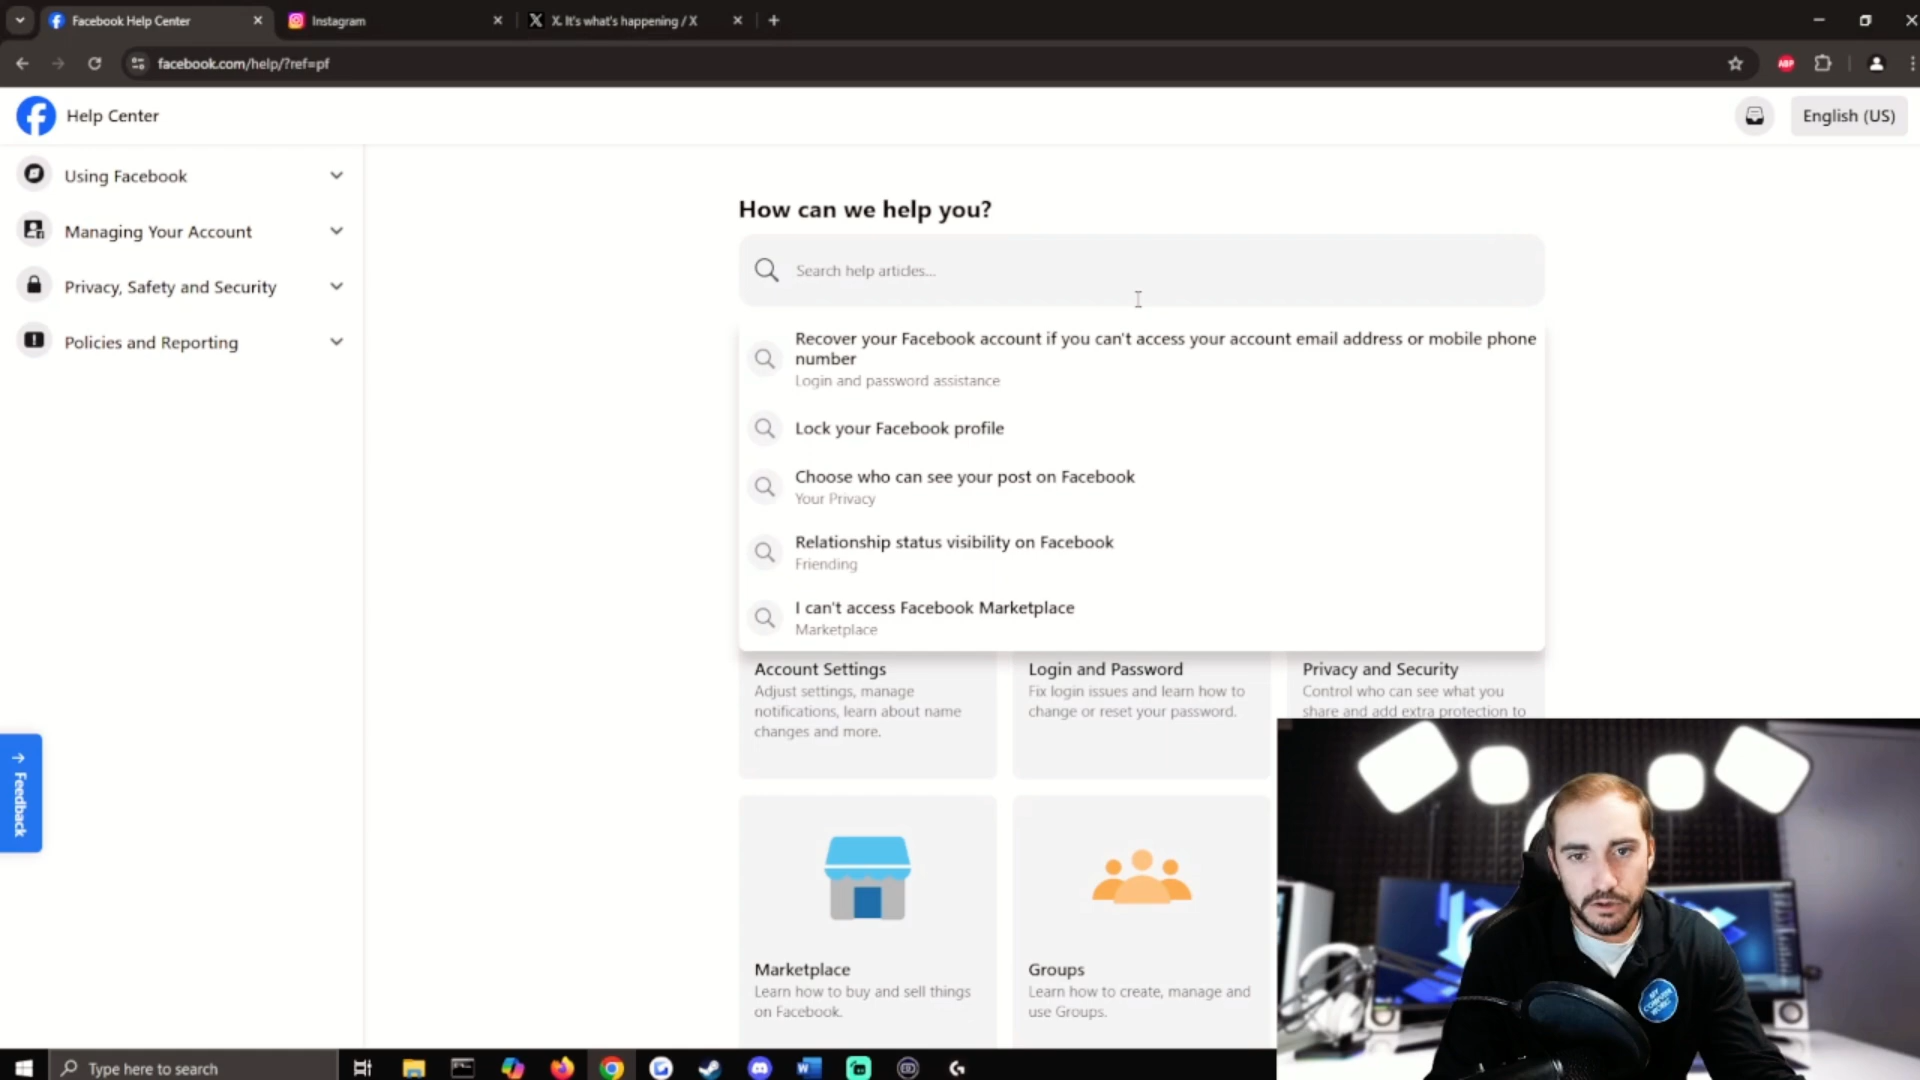 Facebook Help Center
Instagram
X. It's what's happening / X
facebook.com/help/?ref=pf
ABP
Help Center
English (US)
Using Facebook
Managing Your Account
Privacy, Safety and Security
Policies and Reporting
How can we help you?
Search help articles...
Recover your Facebook account if you can't access your account email address or mobile phone
number
Login and password assistance
Lock your Facebook profile
Choose who can see your post on Facebook
Your Privacy
Relationship status visibility on Facebook
Friending
I can't access Facebook Marketplace
Marketplace
Account Settings
Adjust settings, manage
notifications, learn about name
changes and more.
Login and Password
Fix login issues and learn how to
change or reset your password.
Privacy and Security
Control who can see what you
share and add extra protection to
Feedback
Marketplace
Learn how to buy and sell things
on Facebook.
Groups
Learn how to create, manage and
use Groups.
MY
COMPUTER
WORKS
Type here to search